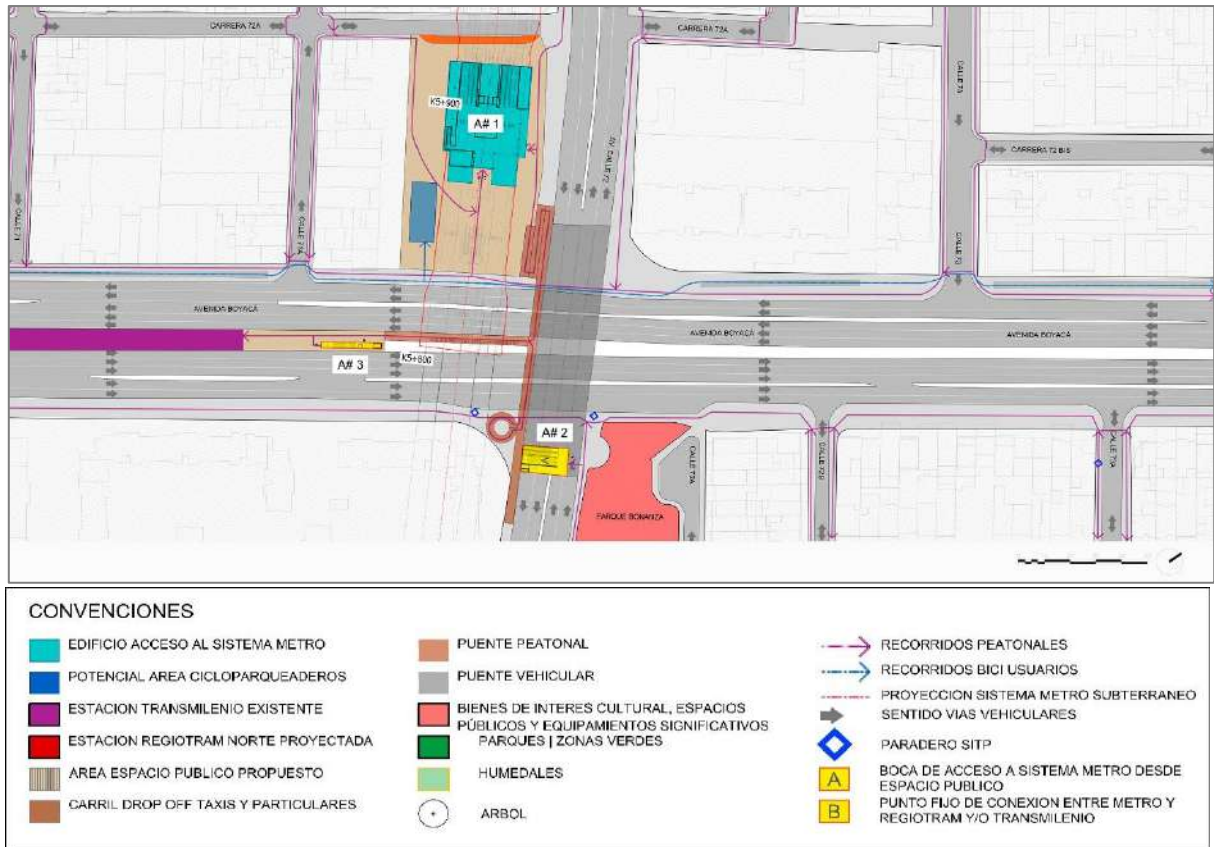 CARRERA 72A
CARRERA 72A
K5+900
A# 1
CALLE 73
CARRERA 72 BIS
AV. CALLE 72
CALLE 71
CALLE 71A
CALLE 73
AVENIDA BOYACÁ
AVENIDA BOYACÁ
AVENIDA BOYACÁ
A# 3
K5+800
A# 2
CALLE 72A
PARQUE BONANZA
CONVENCIONES
EDIFICIO ACCESO AL SISTEMA METRO
POTENCIAL AREA CICLOPARQUEADEROS
ESTACION TRANSMILENIO EXISTENTE
ESTACION REGIOTRAM NORTE PROYECTADA
AREA ESPACIO PUBLICO PROPUESTO
CARRIL DROP OFF TAXIS Y PARTICULARES
PUENTE PEATONAL
PUENTE VEHICULAR
BIENES DE INTERES CULTURAL, ESPACIOS
PÚBLICOS Y EQUIPAMIENTOS SIGNIFICATIVOS
PARQUES | ZONAS VERDES
HUMEDALES
ARBOL
RECORRIDOS PEATONALES
RECORRIDOS BICI USUARIOS
PROYECCION SISTEMA METRO SUBTERRANEO
SENTIDO VIAS VEHICULARES
PARADERO SITP
A
BOCA DE ACCESO A SISTEMA METRO DESDE
ESPACIO PUBLICO
B
PUNTO FIJO DE CONEXION ENTRE METRO Y
REGIOTRAM Y/O TRANSMILENIO